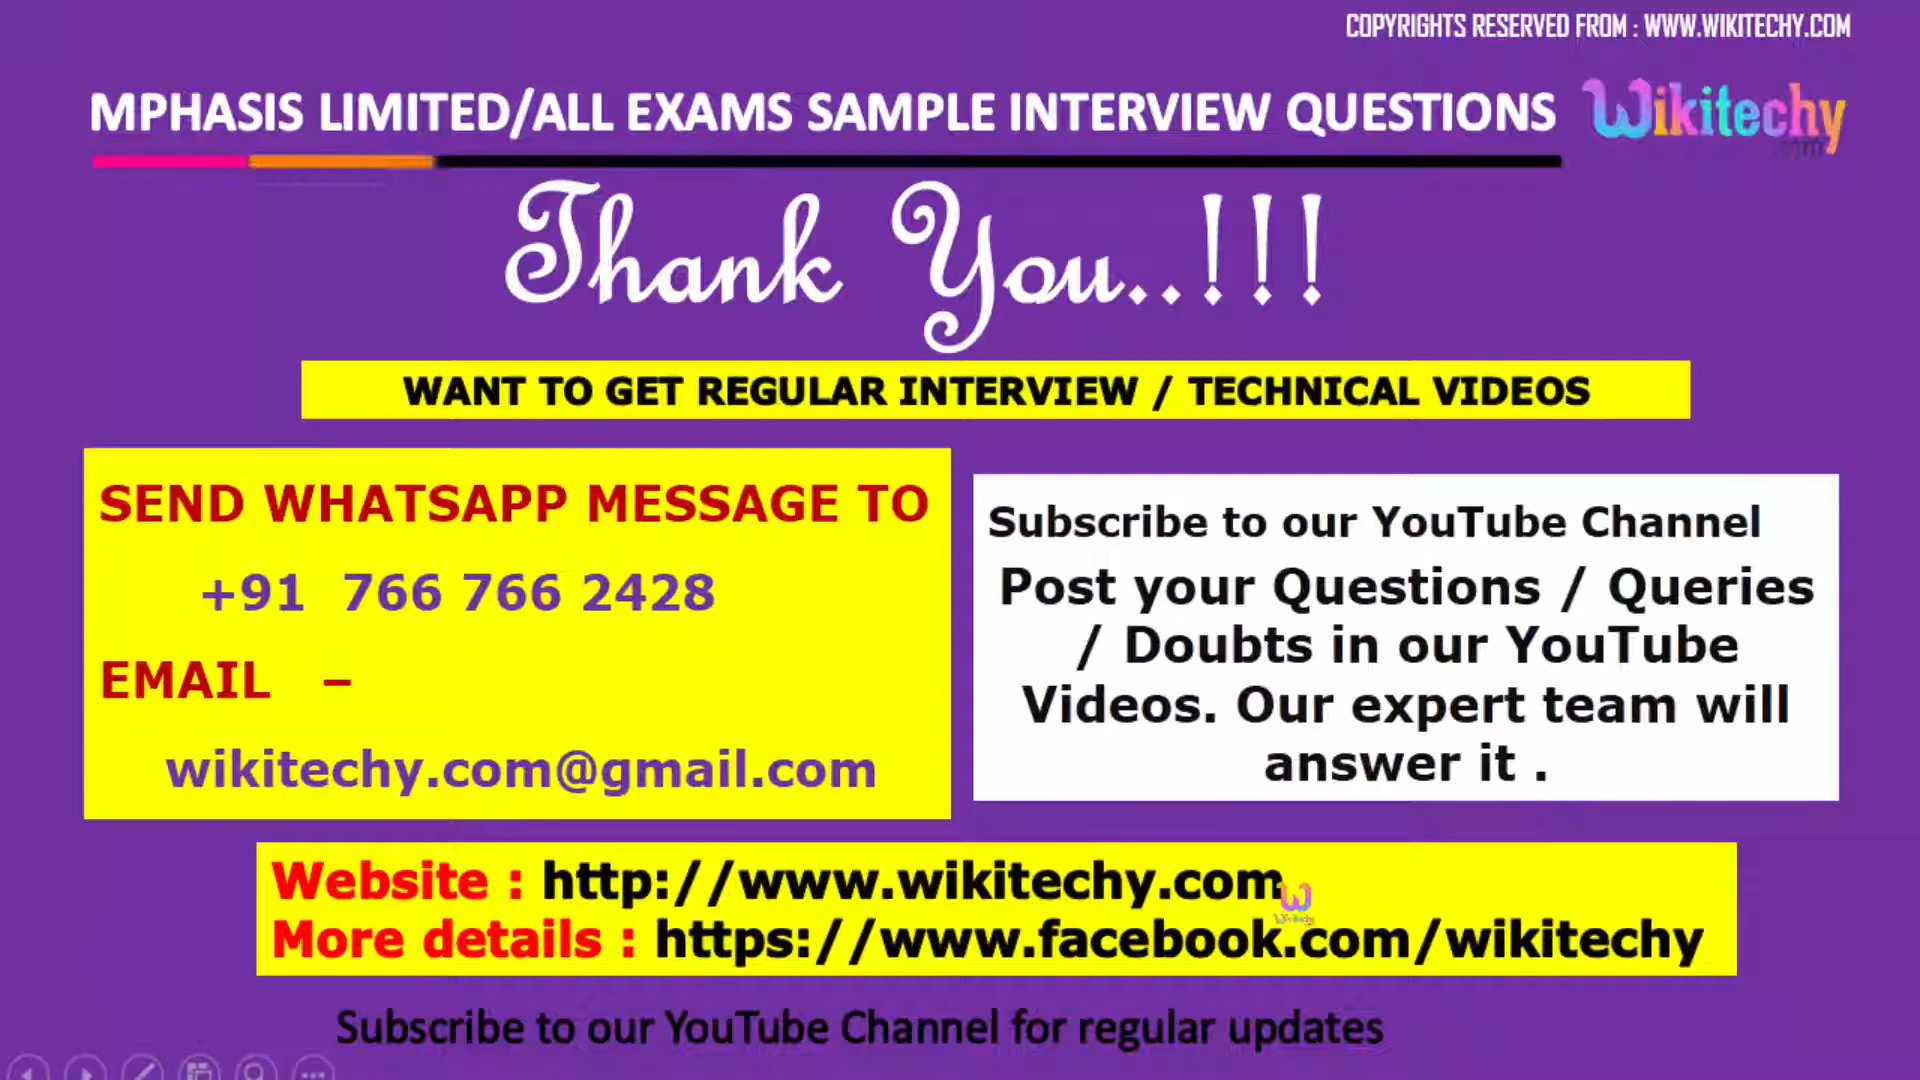 COPYRIGHTS RESERVED FROM : WWW.WIKITECHY.COM
MPHASIS LIMITED/ALL EXAMS SAMPLE INTERVIEW QUESTIONS
Wikitechy
.com
Thank You..!!!
WANT TO GET REGULAR INTERVIEW / TECHNICAL VIDEOS
SEND WHATSAPP MESSAGE TO
+91 766 766 2428
EMAIL –
wikitechy.com@gmail.com
Subscribe to our YouTube Channel
Post your Questions / Queries
/ Doubts in our YouTube
Videos. Our expert team will
answer it .
Website : http://www.wikitechy.com
W
Wikitechy
More details : https://www.facebook.com/wikitechy
Subscribe to our YouTube Channel for regular updates